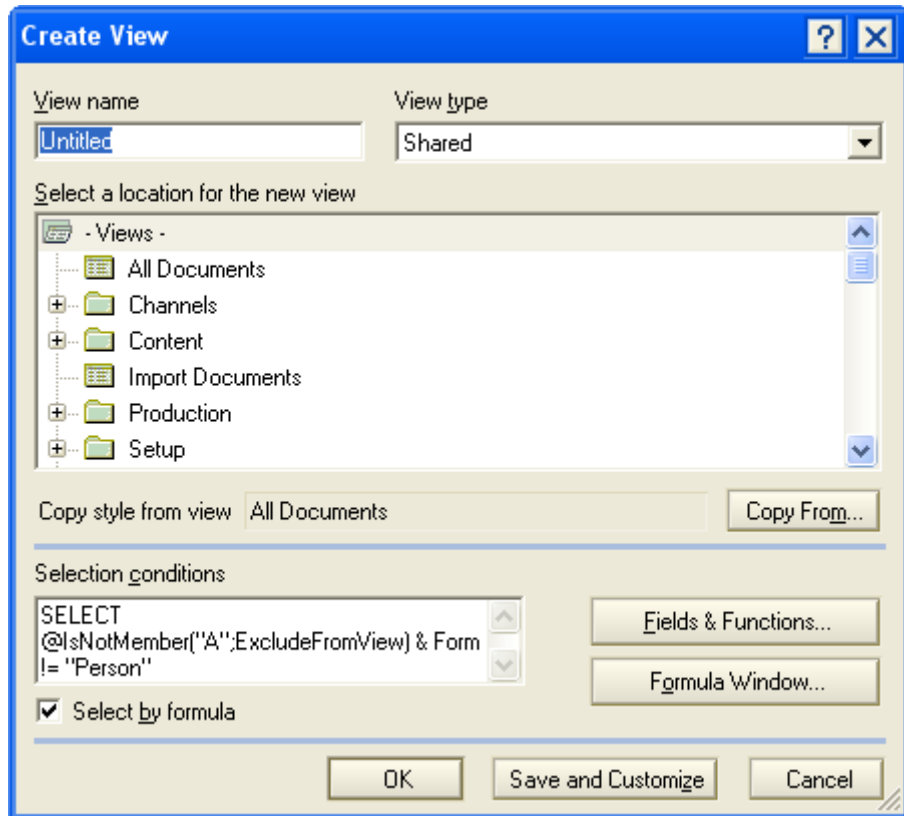 Create View
View name
View type
Untitled
Shared
Select a location for the new view
- Views -
All Documents
Channels
Content
Import Documents
Production
Setup
Copy style from view
All Documents
Copy From...
Selection conditions
SELECT
@IsNotMember("A";ExcludeFromView) & Form
!= "Person"
Fields & Functions...
Formula Window...
Select by formula
OK
Save and Customize
Cancel